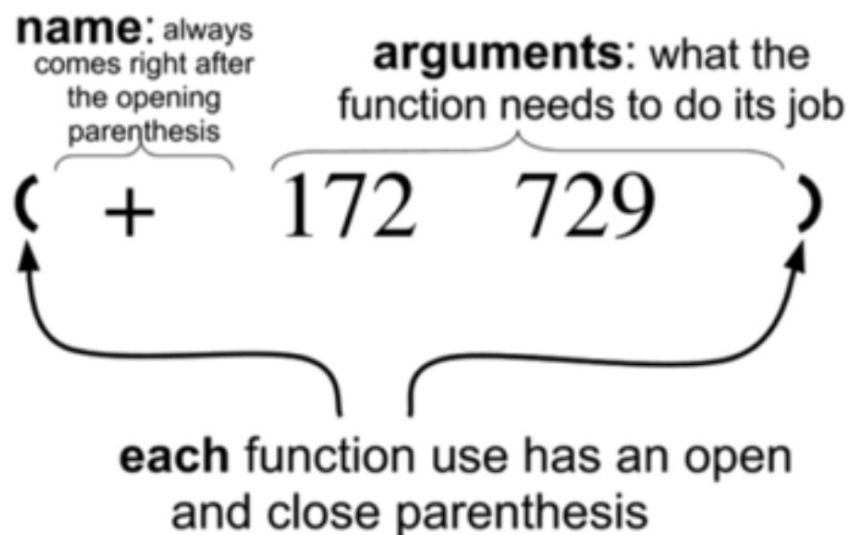 name: always
comes right after
the opening
parenthesis
arguments: what the
function needs to do its job
( + 172 729 )
each function use has an open
and close parenthesis